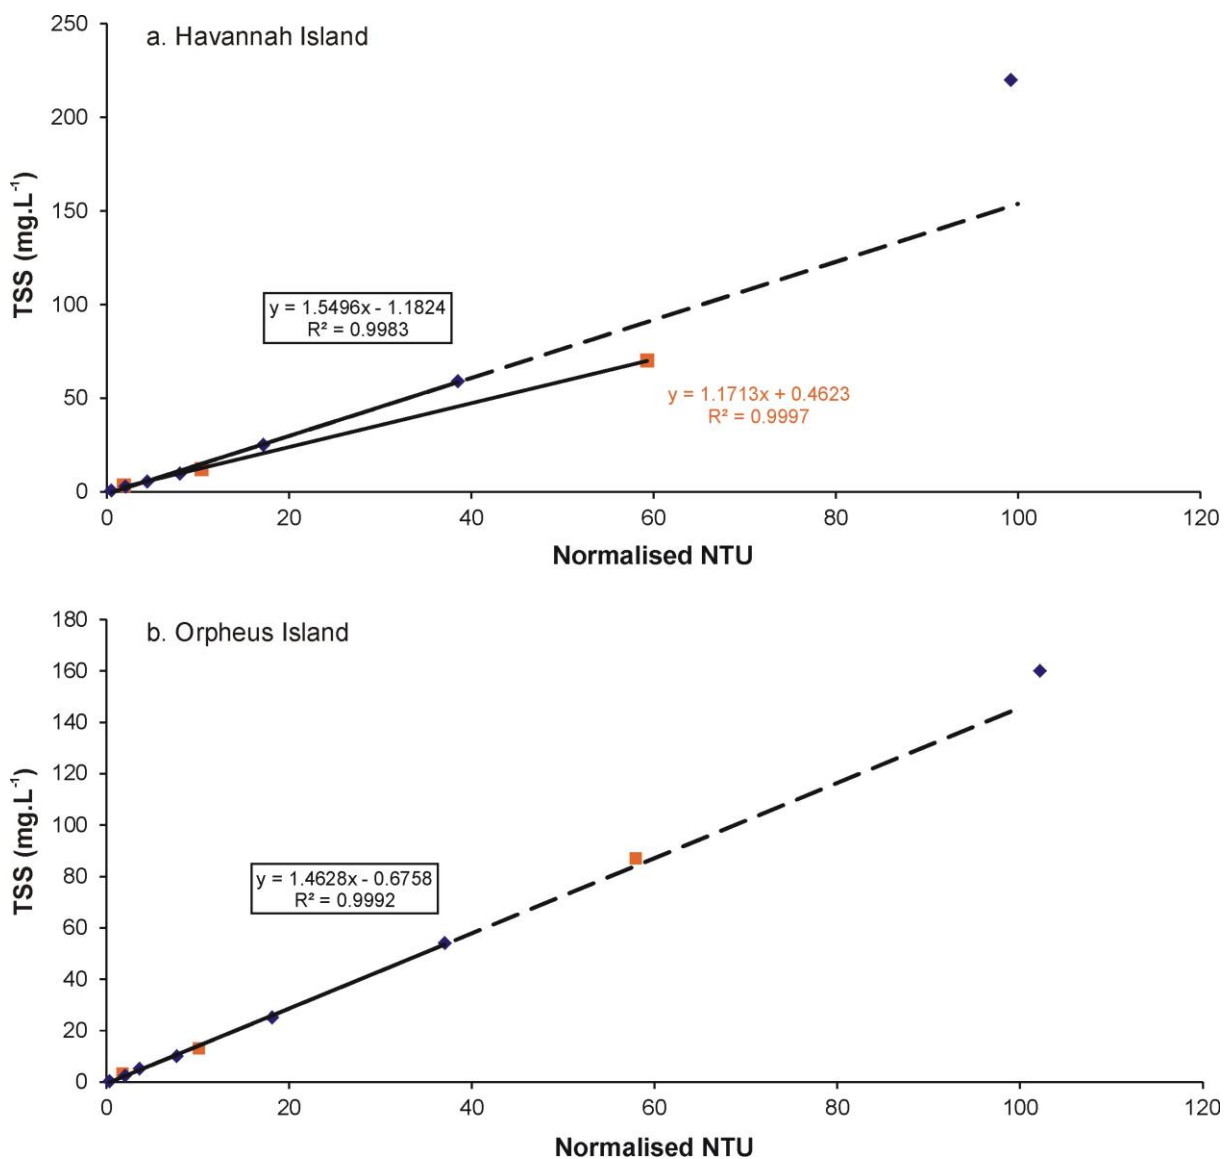 a. Havannah Island
250
200
150
100
50
0
TSS (mg.L⁻¹)
y = 1.5496x - 1.1824
R² = 0.9983
y = 1.1713x + 0.4623
R² = 0.9997
0 20 40 60 80 100 120
Normalised NTU
b. Orpheus Island
180
160
140
120
100
80
60
40
20
0
TSS (mg.L⁻¹)
y = 1.4628x - 0.6758
R² = 0.9992
0 20 40 60 80 100 120
Normalised NTU